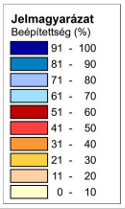 Jelmagyarázat
Beépítettség (%)
91 - 100
81 - 90
71 - 80
61 - 70
51 - 60
41 - 50
31 - 40
21 - 30
11 - 20
0 - 10